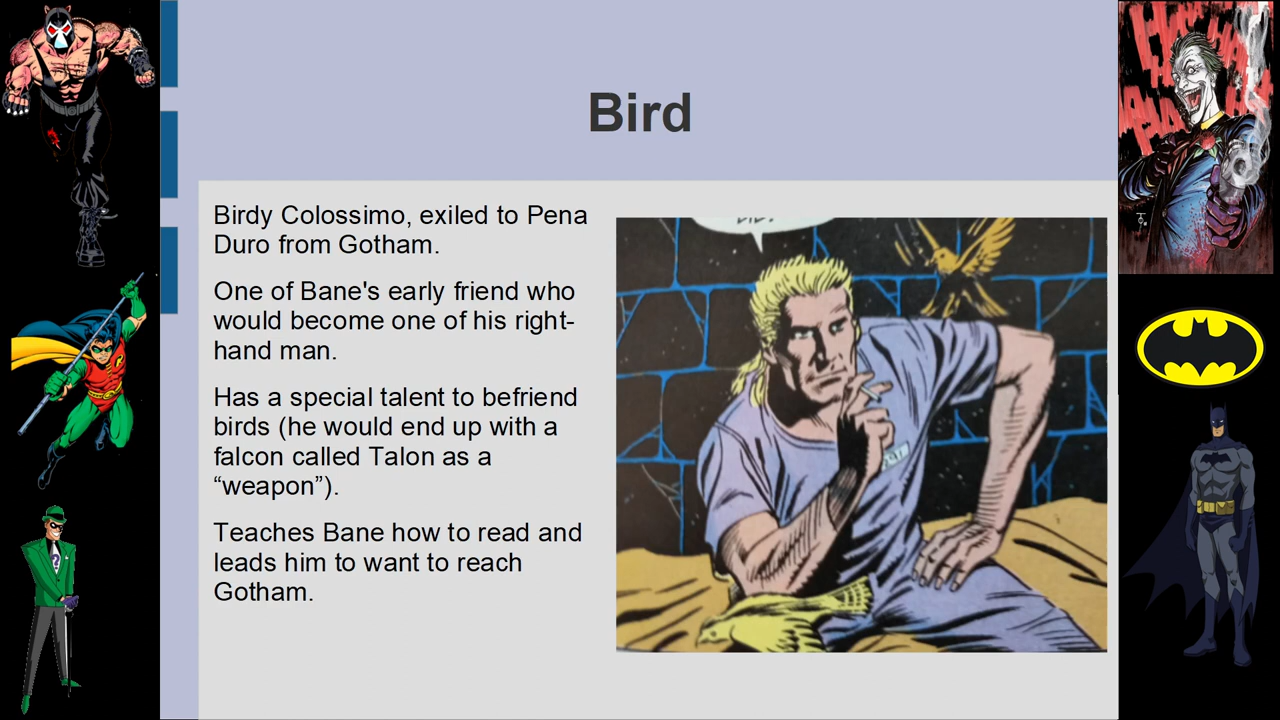 Bird
Birdy Colossimo, exiled to Pena
Duro from Gotham.
One of Bane's early friend who
would become one of his right-
hand man.
Has a special talent to befriend
birds (he would end up with a
falcon called Talon as a
“weapon”).
Teaches Bane how to read and
leads him to want to reach
Gotham.